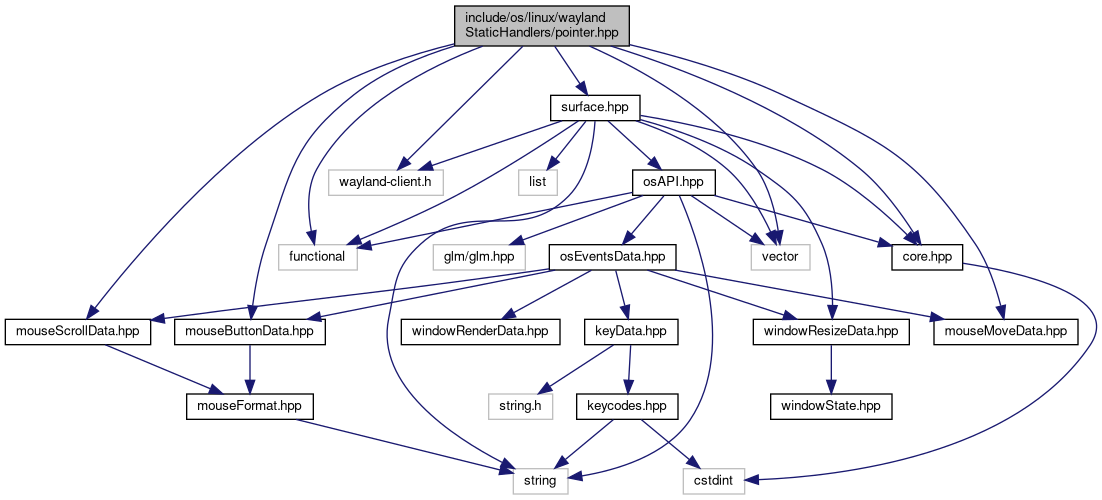 include/os/linux/wayland
StaticHandlers/pointer.hpp
surface.hpp
wayland-client.h
list
osAPI.hpp
functional
glm/glm.hpp
osEventsData.hpp
vector
core.hpp
mouseScrollData.hpp
mouseButtonData.hpp
windowRenderData.hpp
keyData.hpp
windowResizeData.hpp
mouseMoveData.hpp
mouseFormat.hpp
string.h
keycodes.hpp
windowState.hpp
string
cstdint